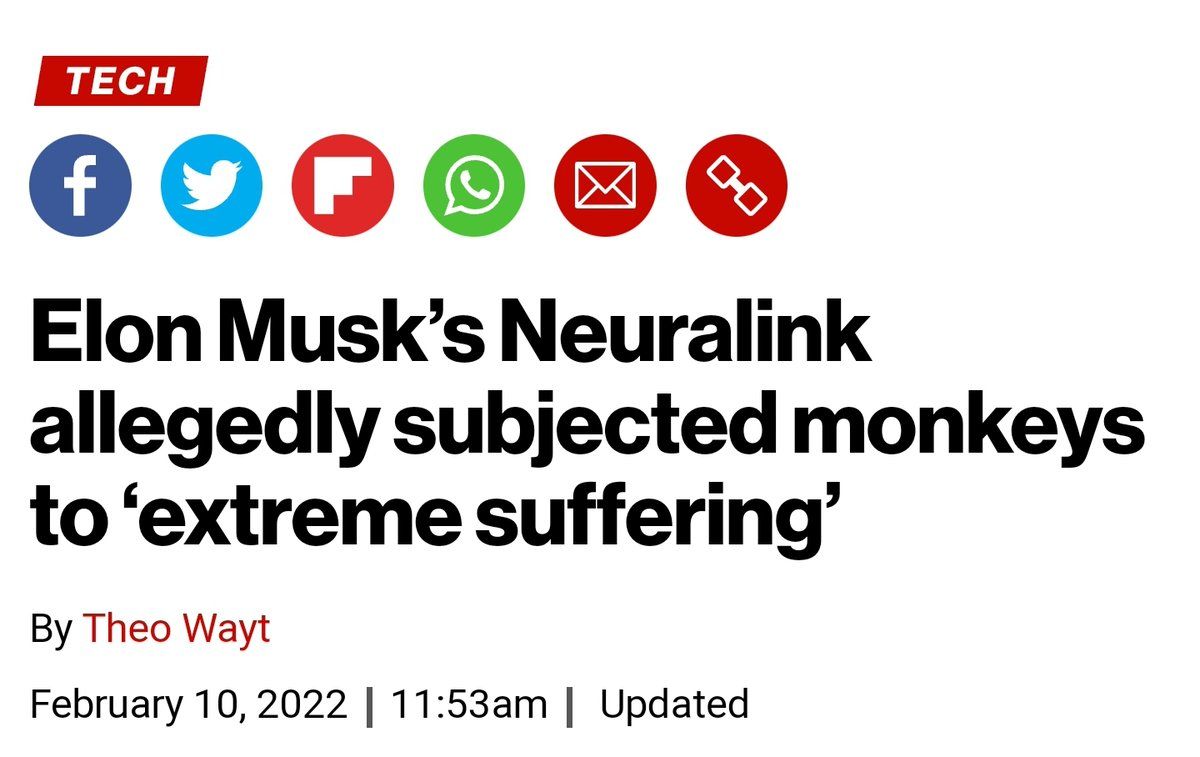 TECH
Elon Musk’s Neuralink
allegedly subjected monkeys
to ‘extreme suffering’
By Theo Wayt
February 10, 2022 | 11:53am | Updated